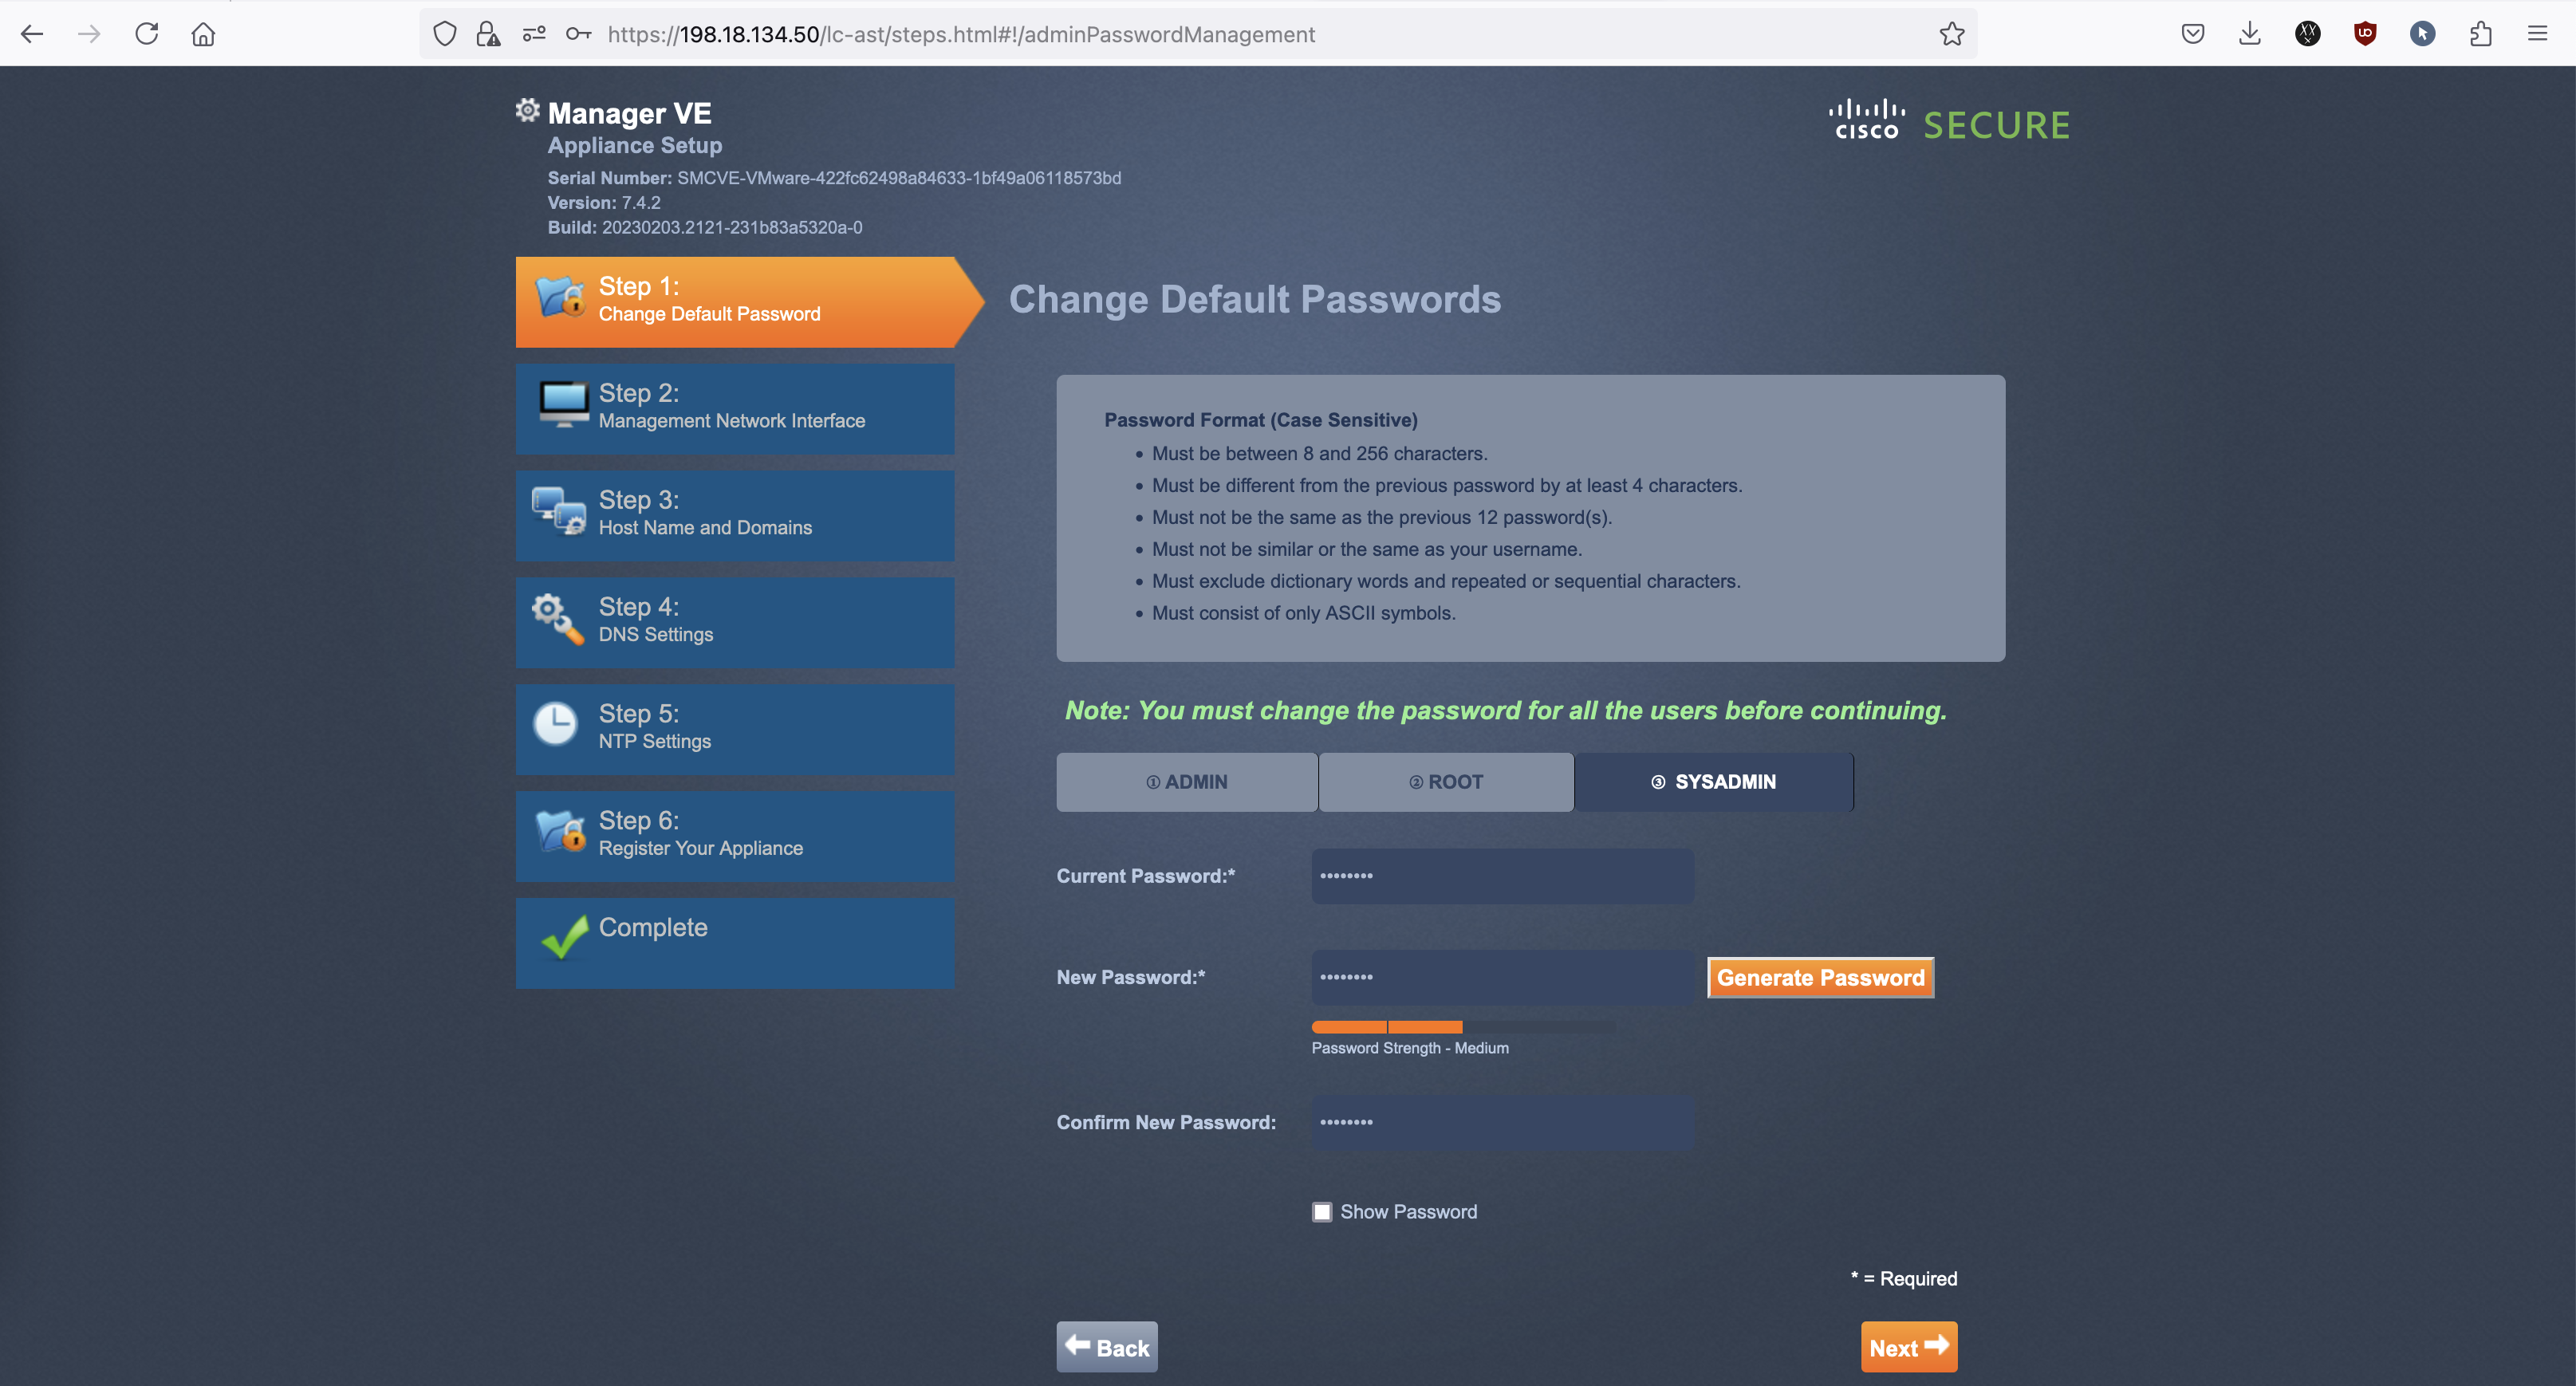 https://198.18.134.50/lc-ast/steps.html#!/adminPasswordManagement
Manager VE
Appliance Setup
Serial Number: SMCVE-VMware-422fc62498a84633-1bf49a06118573bd
Version: 7.4.2
Build: 20230203.2121-231b83a5320a-0
CISCO SECURE
Step 1:
Change Default Password
Step 2:
Management Network Interface
Step 3:
Host Name and Domains
Step 4:
DNS Settings
Step 5:
NTP Settings
Step 6:
Register Your Appliance
Complete
Change Default Passwords
Password Format (Case Sensitive)
• Must be between 8 and 256 characters.
• Must be different from the previous password by at least 4 characters.
• Must not be the same as the previous 12 password(s).
• Must not be similar or the same as your username.
• Must exclude dictionary words and repeated or sequential characters.
• Must consist of only ASCII symbols.
Note: You must change the password for all the users before continuing.
① ADMIN ② ROOT ③ SYSADMIN
Current Password:* ••••••••
New Password:* •••••••• Generate Password
Password Strength - Medium
Confirm New Password: ••••••••
Show Password
* = Required
Back Next